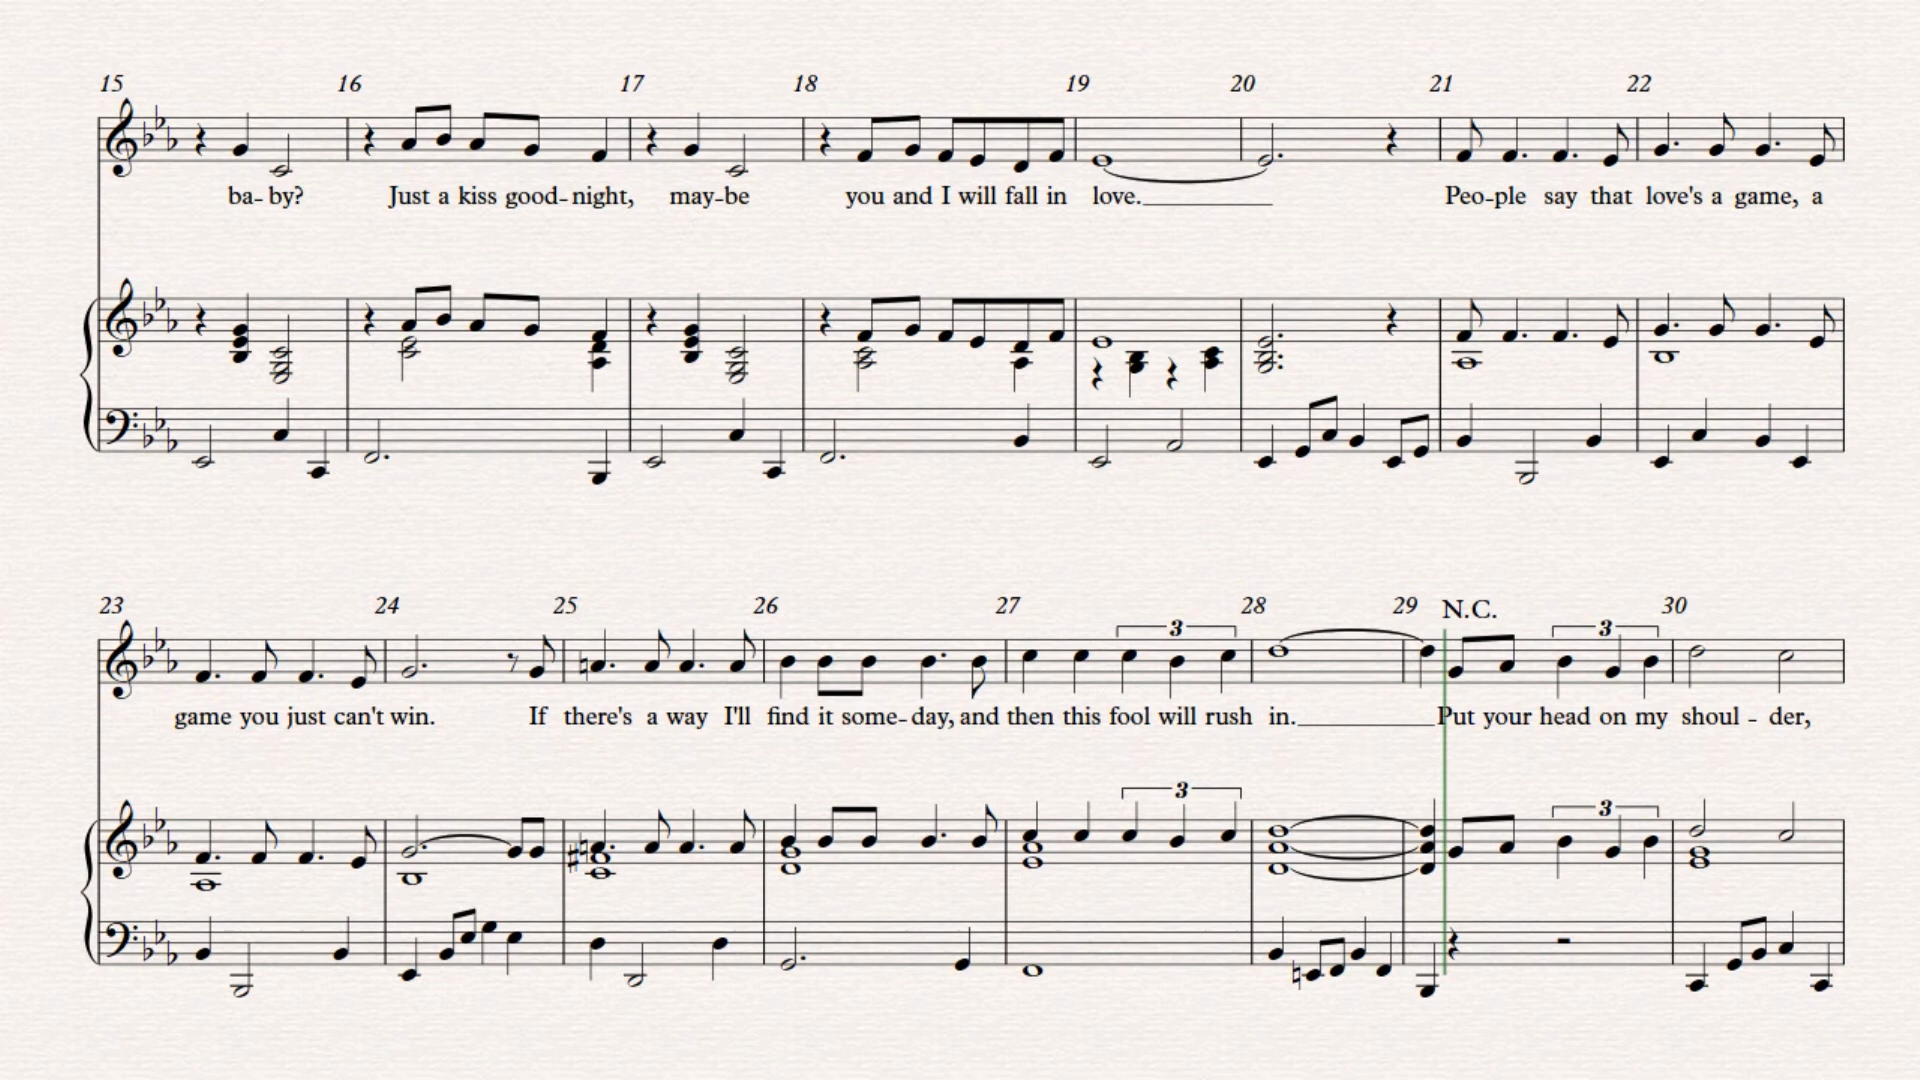 15 16 17 18 19 20 21 22
ba- by? Just a kiss good-night, may-be you and I will fall in love.________ Peo-ple say that love's a game, a
23 24 25 26 27 28 29 N.C. 30
3 3
game you just can't win. If there's a way I'll find it some-day, and then this fool will rush in.________ Put your head on my shoul - der,
3 3